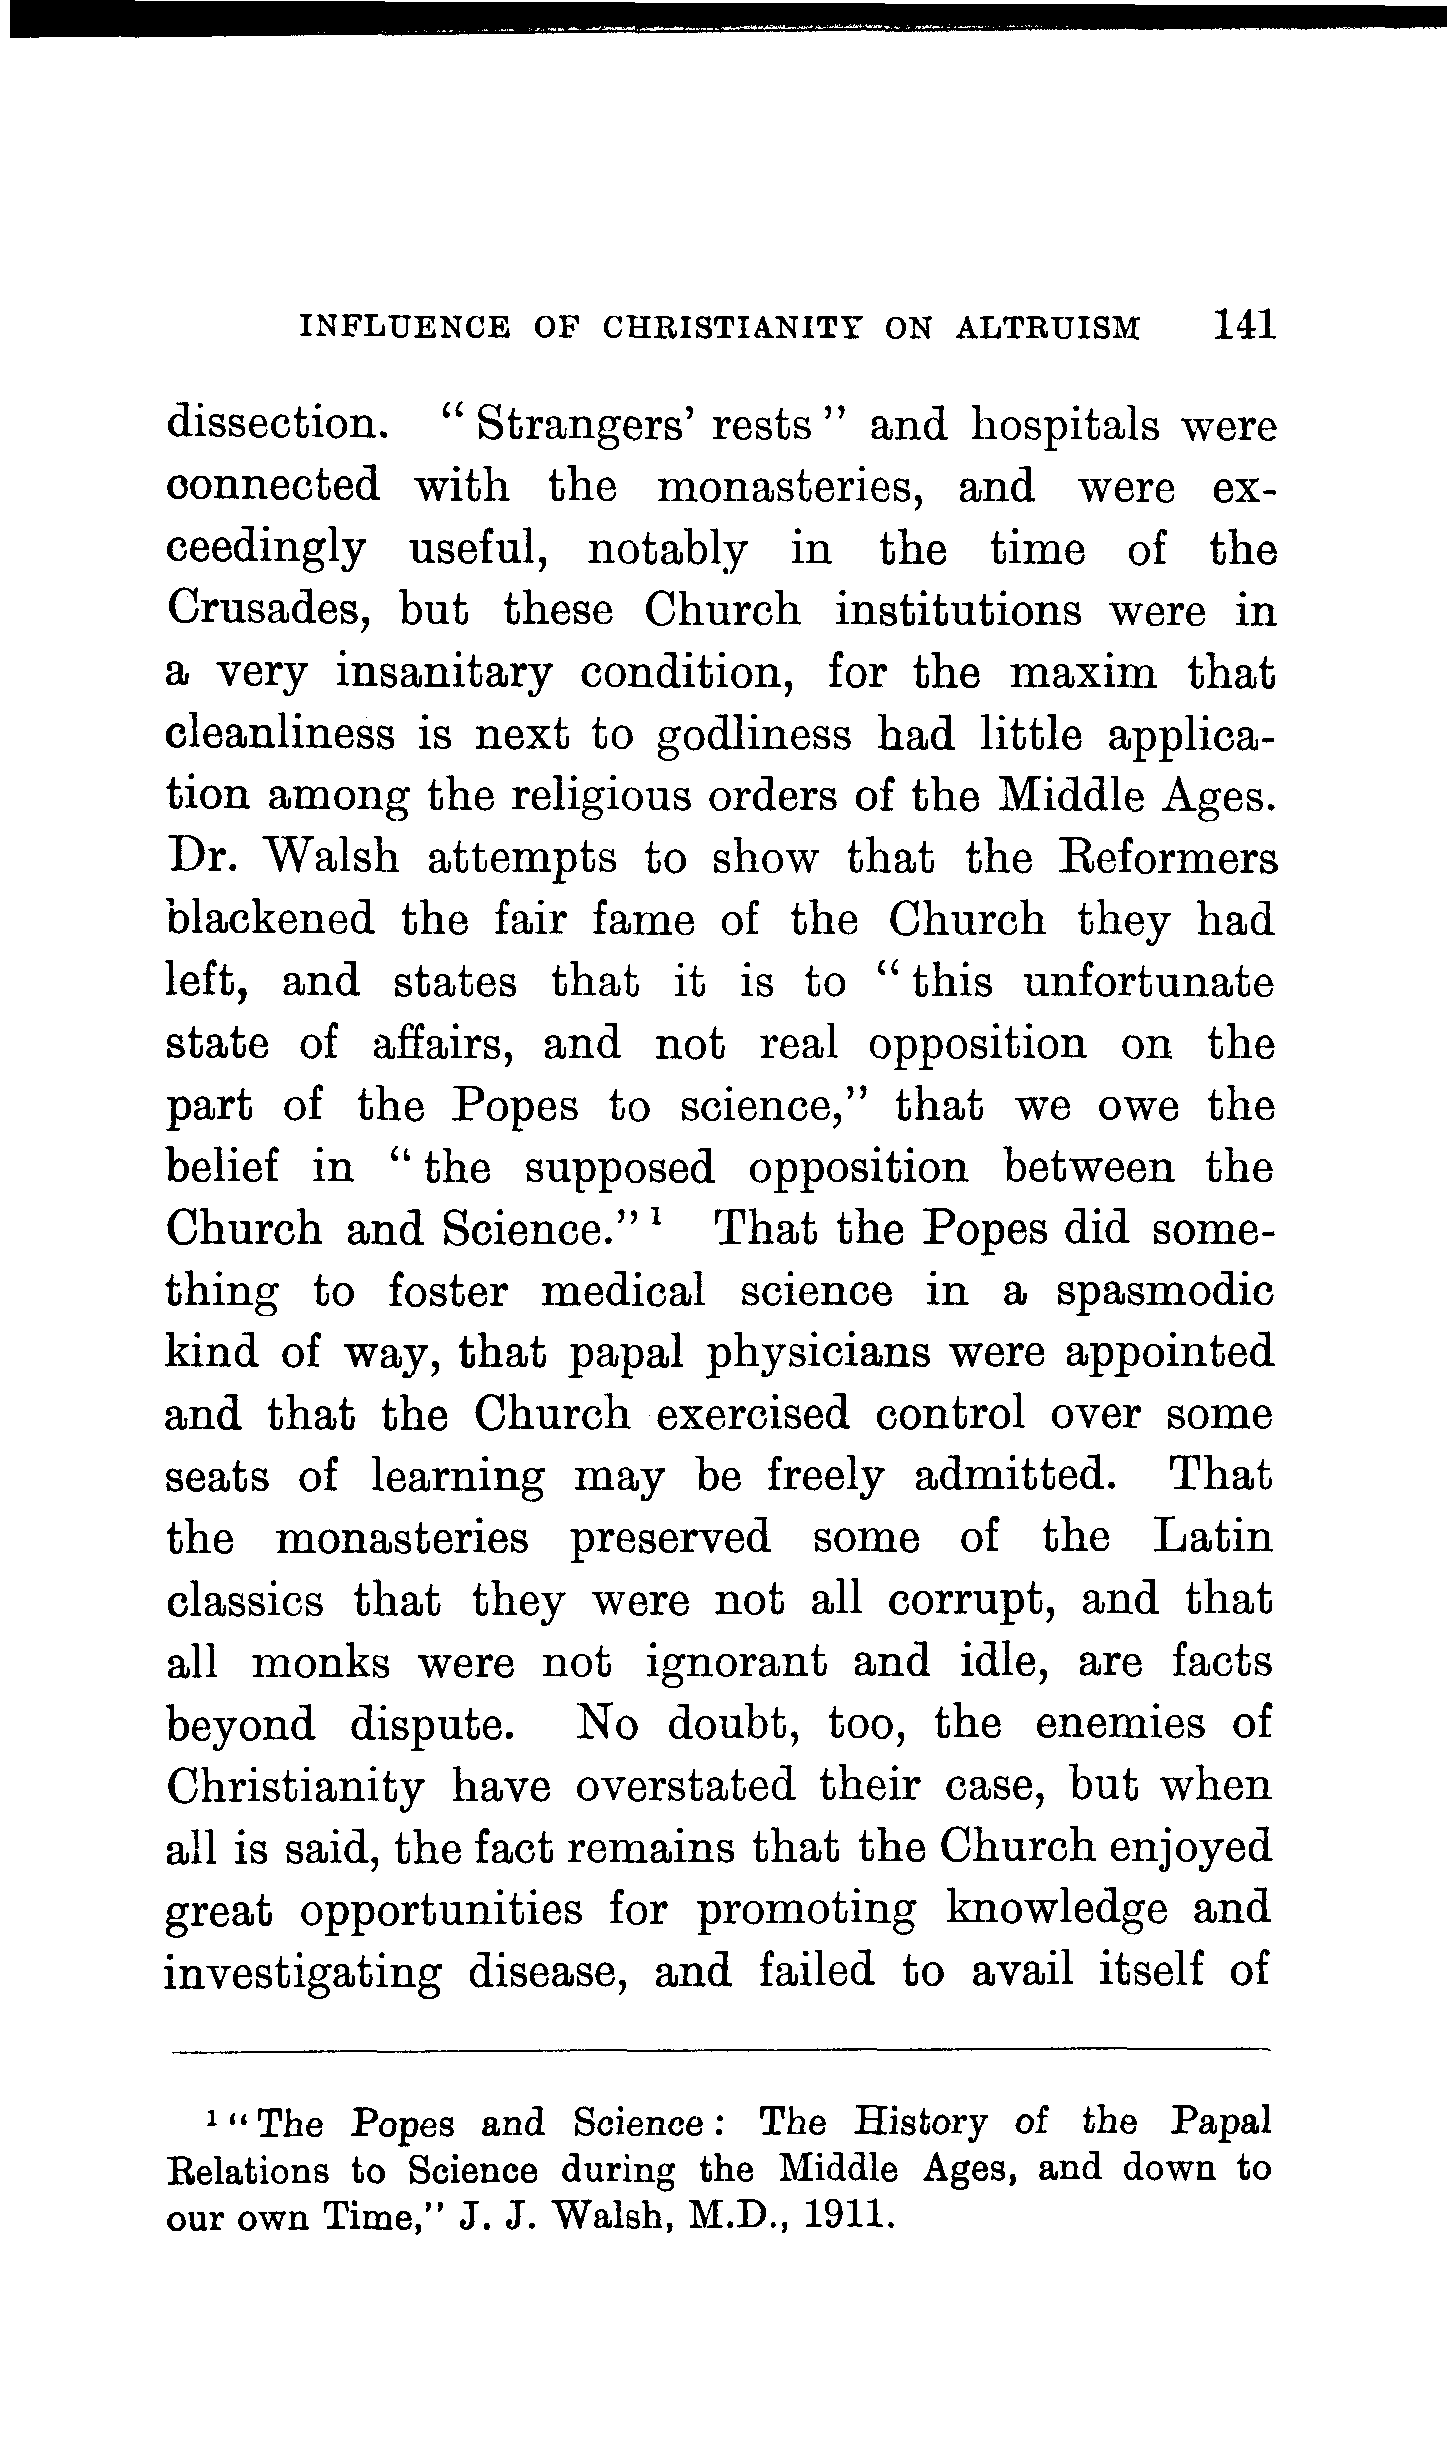 INFLUENCE OF CHRISTIANITY ON ALTRUISM 141
dissection. “ Strangers’ rests ” and hospitals were
connected with the monasteries, and were ex-
ceedingly useful, notably in the time of the
Crusades, but these Church institutions were in
a very insanitary condition, for the maxim that
cleanliness is next to godliness had little applica-
tion among the religious orders of the Middle Ages.
Dr. Walsh attempts to show that the Reformers
blackened the fair fame of the Church they had
left, and states that it is to “ this unfortunate
state of affairs, and not real opposition on the
part of the Popes to science,” that we owe the
belief in “ the supposed opposition between the
Church and Science.” ¹ That the Popes did some-
thing to foster medical science in a spasmodic
kind of way, that papal physicians were appointed
and that the Church exercised control over some
seats of learning may be freely admitted. That
the monasteries preserved some of the Latin
classics that they were not all corrupt, and that
all monks were not ignorant and idle, are facts
beyond dispute. No doubt, too, the enemies of
Christianity have overstated their case, but when
all is said, the fact remains that the Church enjoyed
great opportunities for promoting knowledge and
investigating disease, and failed to avail itself of
¹ “ The Popes and Science : The History of the Papal
Relations to Science during the Middle Ages, and down to
our own Time,” J. J. Walsh, M.D., 1911.